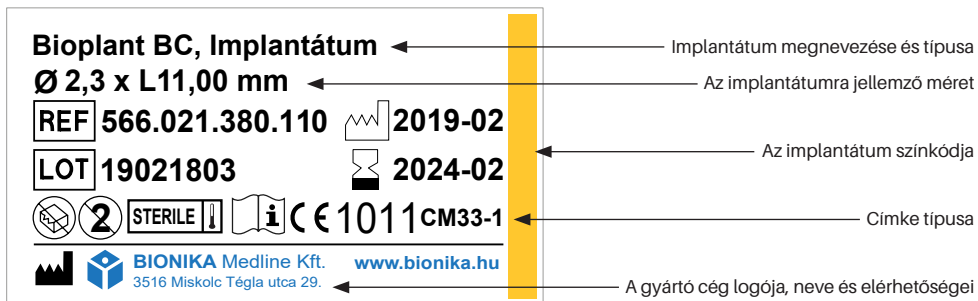 Bioplant BC, Implantátum
Ø 2,3 x L11,00 mm
REF 566.021.380.110 2019-02
LOT 19021803 2024-02
2 STERILE i CE 1011 CM33-1
BIONIKA Medline Kft. www.bionika.hu
3516 Miskolc Tégla utca 29.
Implantátum megnevezése és típusa
Az implantátumra jellemző méret
Az implantátum színkódja
Címke típusa
A gyártó cég logója, neve és elérhetőségei